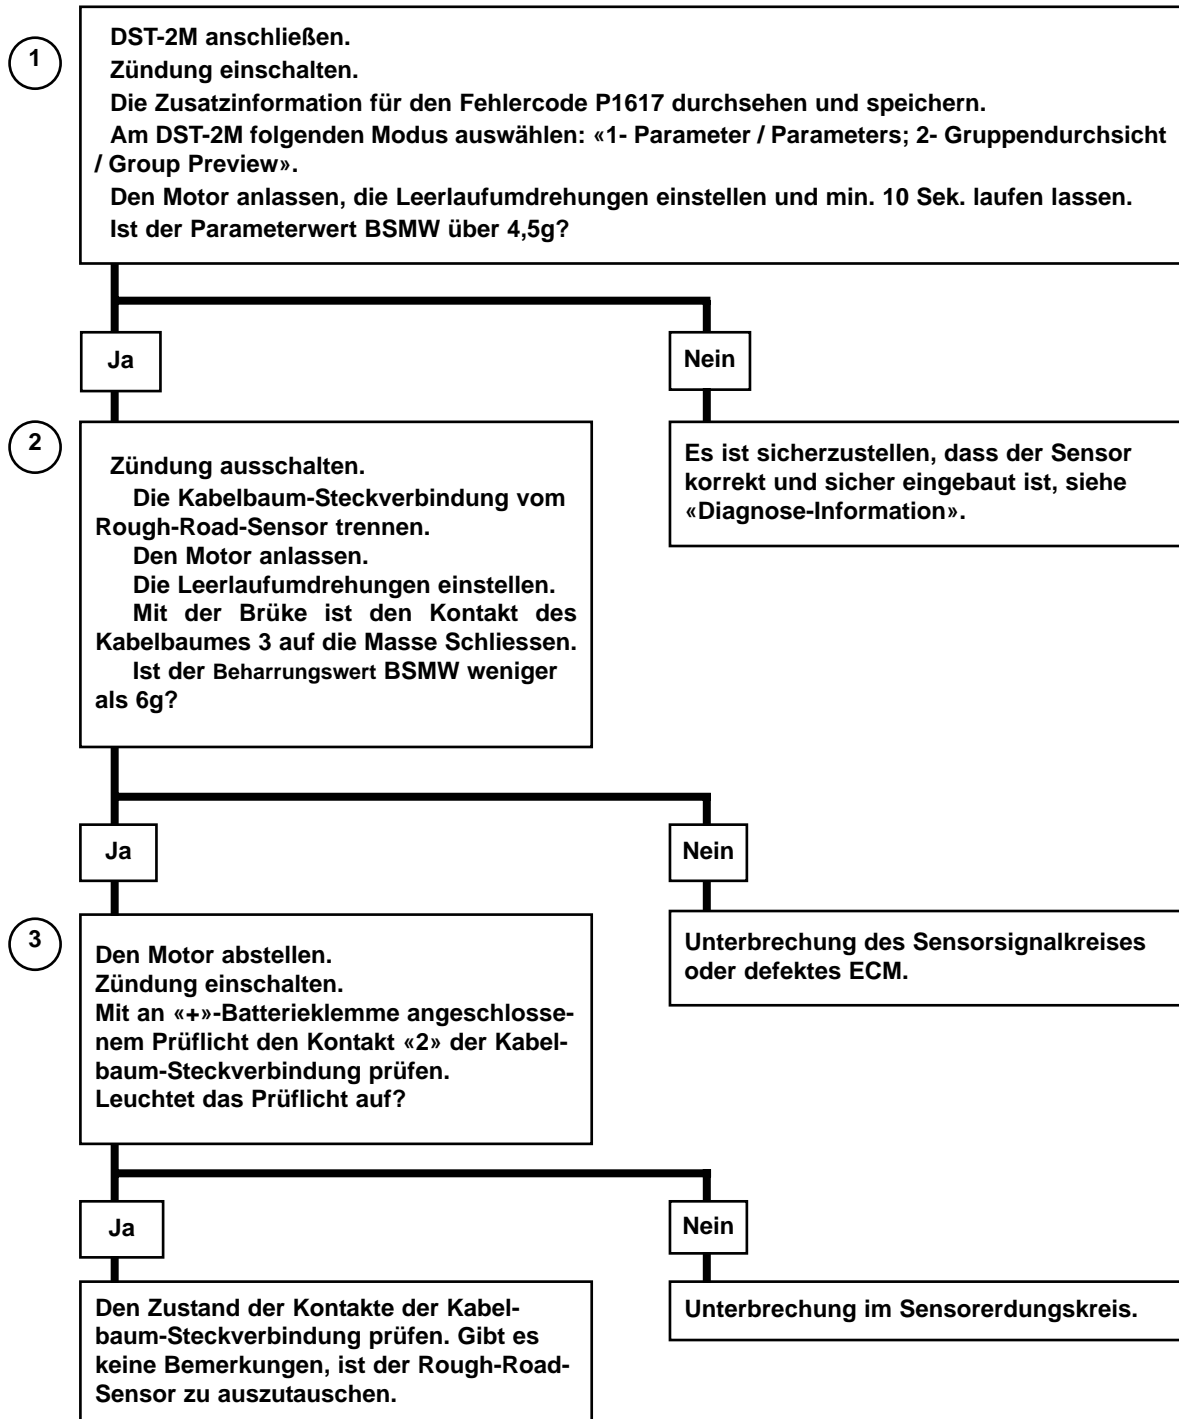 1
DST-2M anschließen.
Zündung einschalten.
Die Zusatzinformation für den Fehlercode P1617 durchsehen und speichern.
Am DST-2M folgenden Modus auswählen: «1- Parameter / Parameters; 2- Gruppendurchsicht
/ Group Preview».
Den Motor anlassen, die Leerlaufumdrehungen einstellen und min. 10 Sek. laufen lassen.
Ist der Parameterwert BSMW über 4,5g?
Ja
Nein
2
Zündung ausschalten.
Die Kabelbaum-Steckverbindung vom
Rough-Road-Sensor trennen.
Den Motor anlassen.
Die Leerlaufumdrehungen einstellen.
Mit der Brüke ist den Kontakt des
Kabelbaumes 3 auf die Masse Schliessen.
Ist der Beharrungswert BSMW weniger
als 6g?
Es ist sicherzustellen, dass der Sensor
korrekt und sicher eingebaut ist, siehe
«Diagnose-Information».
Ja
Nein
3
Den Motor abstellen.
Zündung einschalten.
Mit an «+»-Batterieklemme angeschlosse-
nem Prüflicht den Kontakt «2» der Kabel-
baum-Steckverbindung prüfen.
Leuchtet das Prüflicht auf?
Unterbrechung des Sensorsignalkreises
oder defektes ECM.
Ja
Nein
Den Zustand der Kontakte der Kabel-
baum-Steckverbindung prüfen. Gibt es
keine Bemerkungen, ist der Rough-Road-
Sensor zu auszutauschen.
Unterbrechung im Sensorerdungskreis.